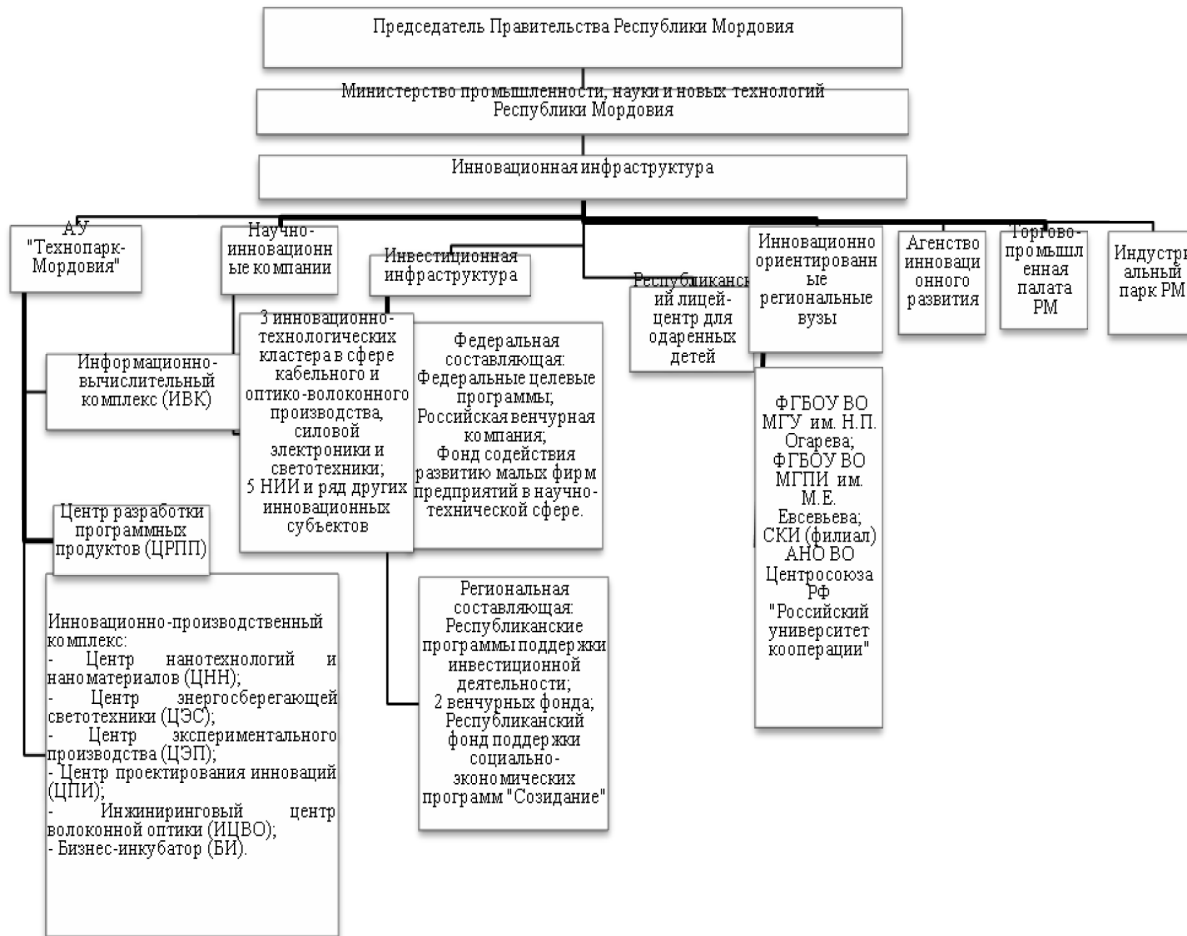 Председатель Правительства Республики Мордовия
Министерство промышленности, науки и новых технологий
Республики Мордовия
Инновационная инфраструктура
АУ
"Технопарк-
Мордовия"
Научно-
инновационн
ые компании
Инвестиционная
инфраструктура
Республиканск
ий лицей-
центр для
одаренных
детей
Инновационно
ориентированн
ые
региональные
вузы
Агенство
инноваци
онного
развития
Торгово-
промышл
енная
палата
РМ
Индустри
альный
парк РМ
Информационно-
вычислительный
комплекс (ИВК)
Центр разработки
программных
продуктов (ЦРПП)
Инновационно-производственный
комплекс:
- Центр нанотехнологий и
наноматериалов (ЦНН);
- Центр энергосберегающей
светотехники (ЦЭС);
- Центр экспериментального
производства (ЦЭП);
- Центр проектирования инноваций
(ЦПИ);
- Инжиниринговый центр
волоконной оптики (ИЦВО);
- Бизнес-инкубатор (БИ).
3 инновационно-
технологических
кластера в сфере
кабельного и
оптико-волоконного
производства,
силовой
электроники и
светотехники;
5 НИИ и ряд других
инновационных
субъектов
Федеральная
составляющая:
Федеральные целевые
программы;
Российская венчурная
компания;
Фонд содействия
развитию малых фирм
предприятий в научно-
технической сфере.
Региональная
составляющая:
Республиканские
программы поддержки
инвестиционной
деятельности;
2 венчурных фонда;
Республиканский
фонд поддержки
социально-
экономических
программ "Созидание"
ФГБОУ ВО
МГУ им. Н.П.
Огарева;
ФГБОУ ВО
МГПИ им.
М.Е.
Евсевьева;
СКИ (филиал)
АНО ВО
Центросоюза
РФ
"Российский
университет
кооперации"